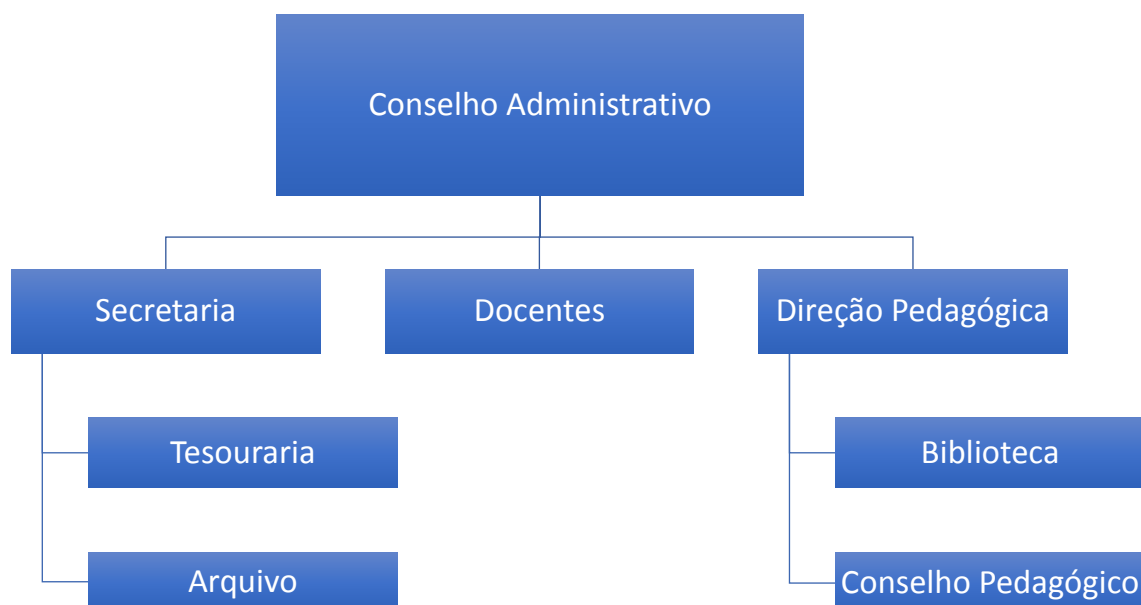 Conselho Administrativo
Secretaria
Docentes
Direção Pedagógica
Tesouraria
Biblioteca
Arquivo
Conselho Pedagógico